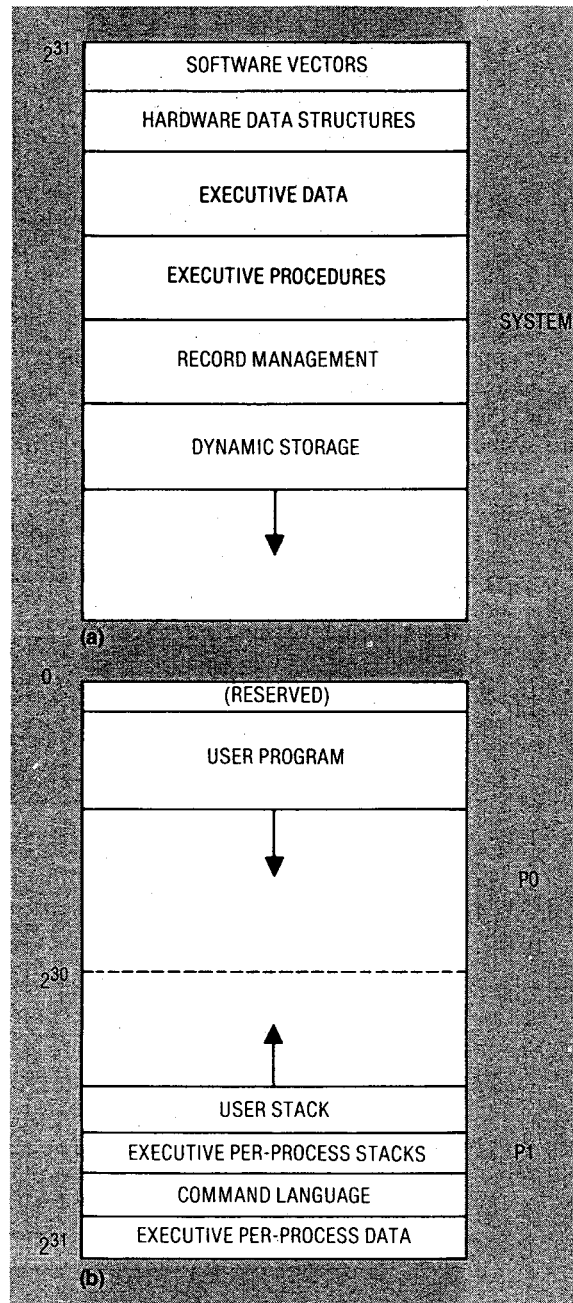 2^31
SOFTWARE VECTORS
HARDWARE DATA STRUCTURES
EXECUTIVE DATA
EXECUTIVE PROCEDURES
SYSTEM
RECORD MANAGEMENT
DYNAMIC STORAGE
(a)
0
(RESERVED)
USER PROGRAM
P0
2^30
USER STACK
EXECUTIVE PER-PROCESS STACKS
P1
COMMAND LANGUAGE
EXECUTIVE PER-PROCESS DATA
2^31
(b)